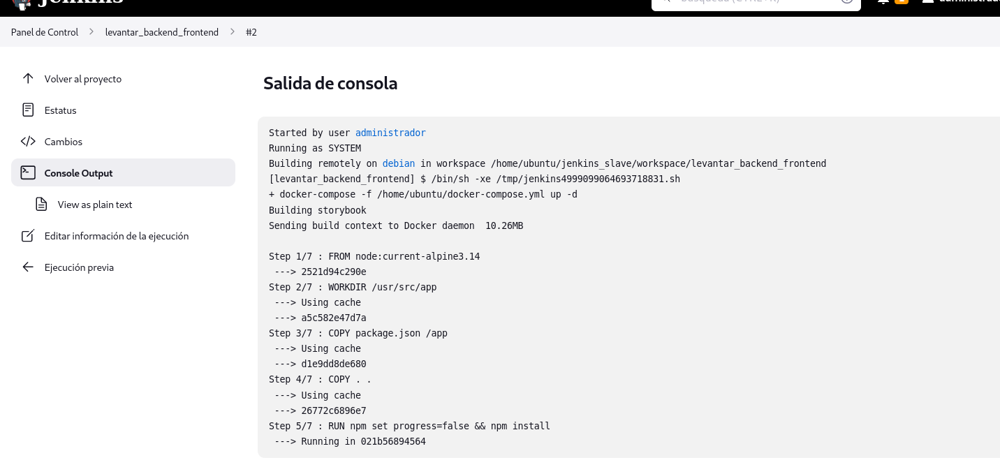 Panel de Control > levantar_backend_frontend > #2
Volver al proyecto
Estatus
Cambios
Console Output
View as plain text
Editar información de la ejecución
Ejecución previa
Salida de consola
Started by user administrador
Running as SYSTEM
Building remotely on debian in workspace /home/ubuntu/jenkins_slave/workspace/levantar_backend_frontend
[levantar_backend_frontend] $ /bin/sh -xe /tmp/jenkins4999099064693718831.sh
+ docker-compose -f /home/ubuntu/docker-compose.yml up -d
Building storybook
Sending build context to Docker daemon  10.26MB
Step 1/7 : FROM node:current-alpine3.14
 ---> 2521d94c290e
Step 2/7 : WORKDIR /usr/src/app
 ---> Using cache
 ---> a5c582e47d7a
Step 3/7 : COPY package.json /app
 ---> Using cache
 ---> d1e9dd8de680
Step 4/7 : COPY . .
 ---> Using cache
 ---> 26772c6896e7
Step 5/7 : RUN npm set progress=false && npm install
 ---> Running in 021b56894564